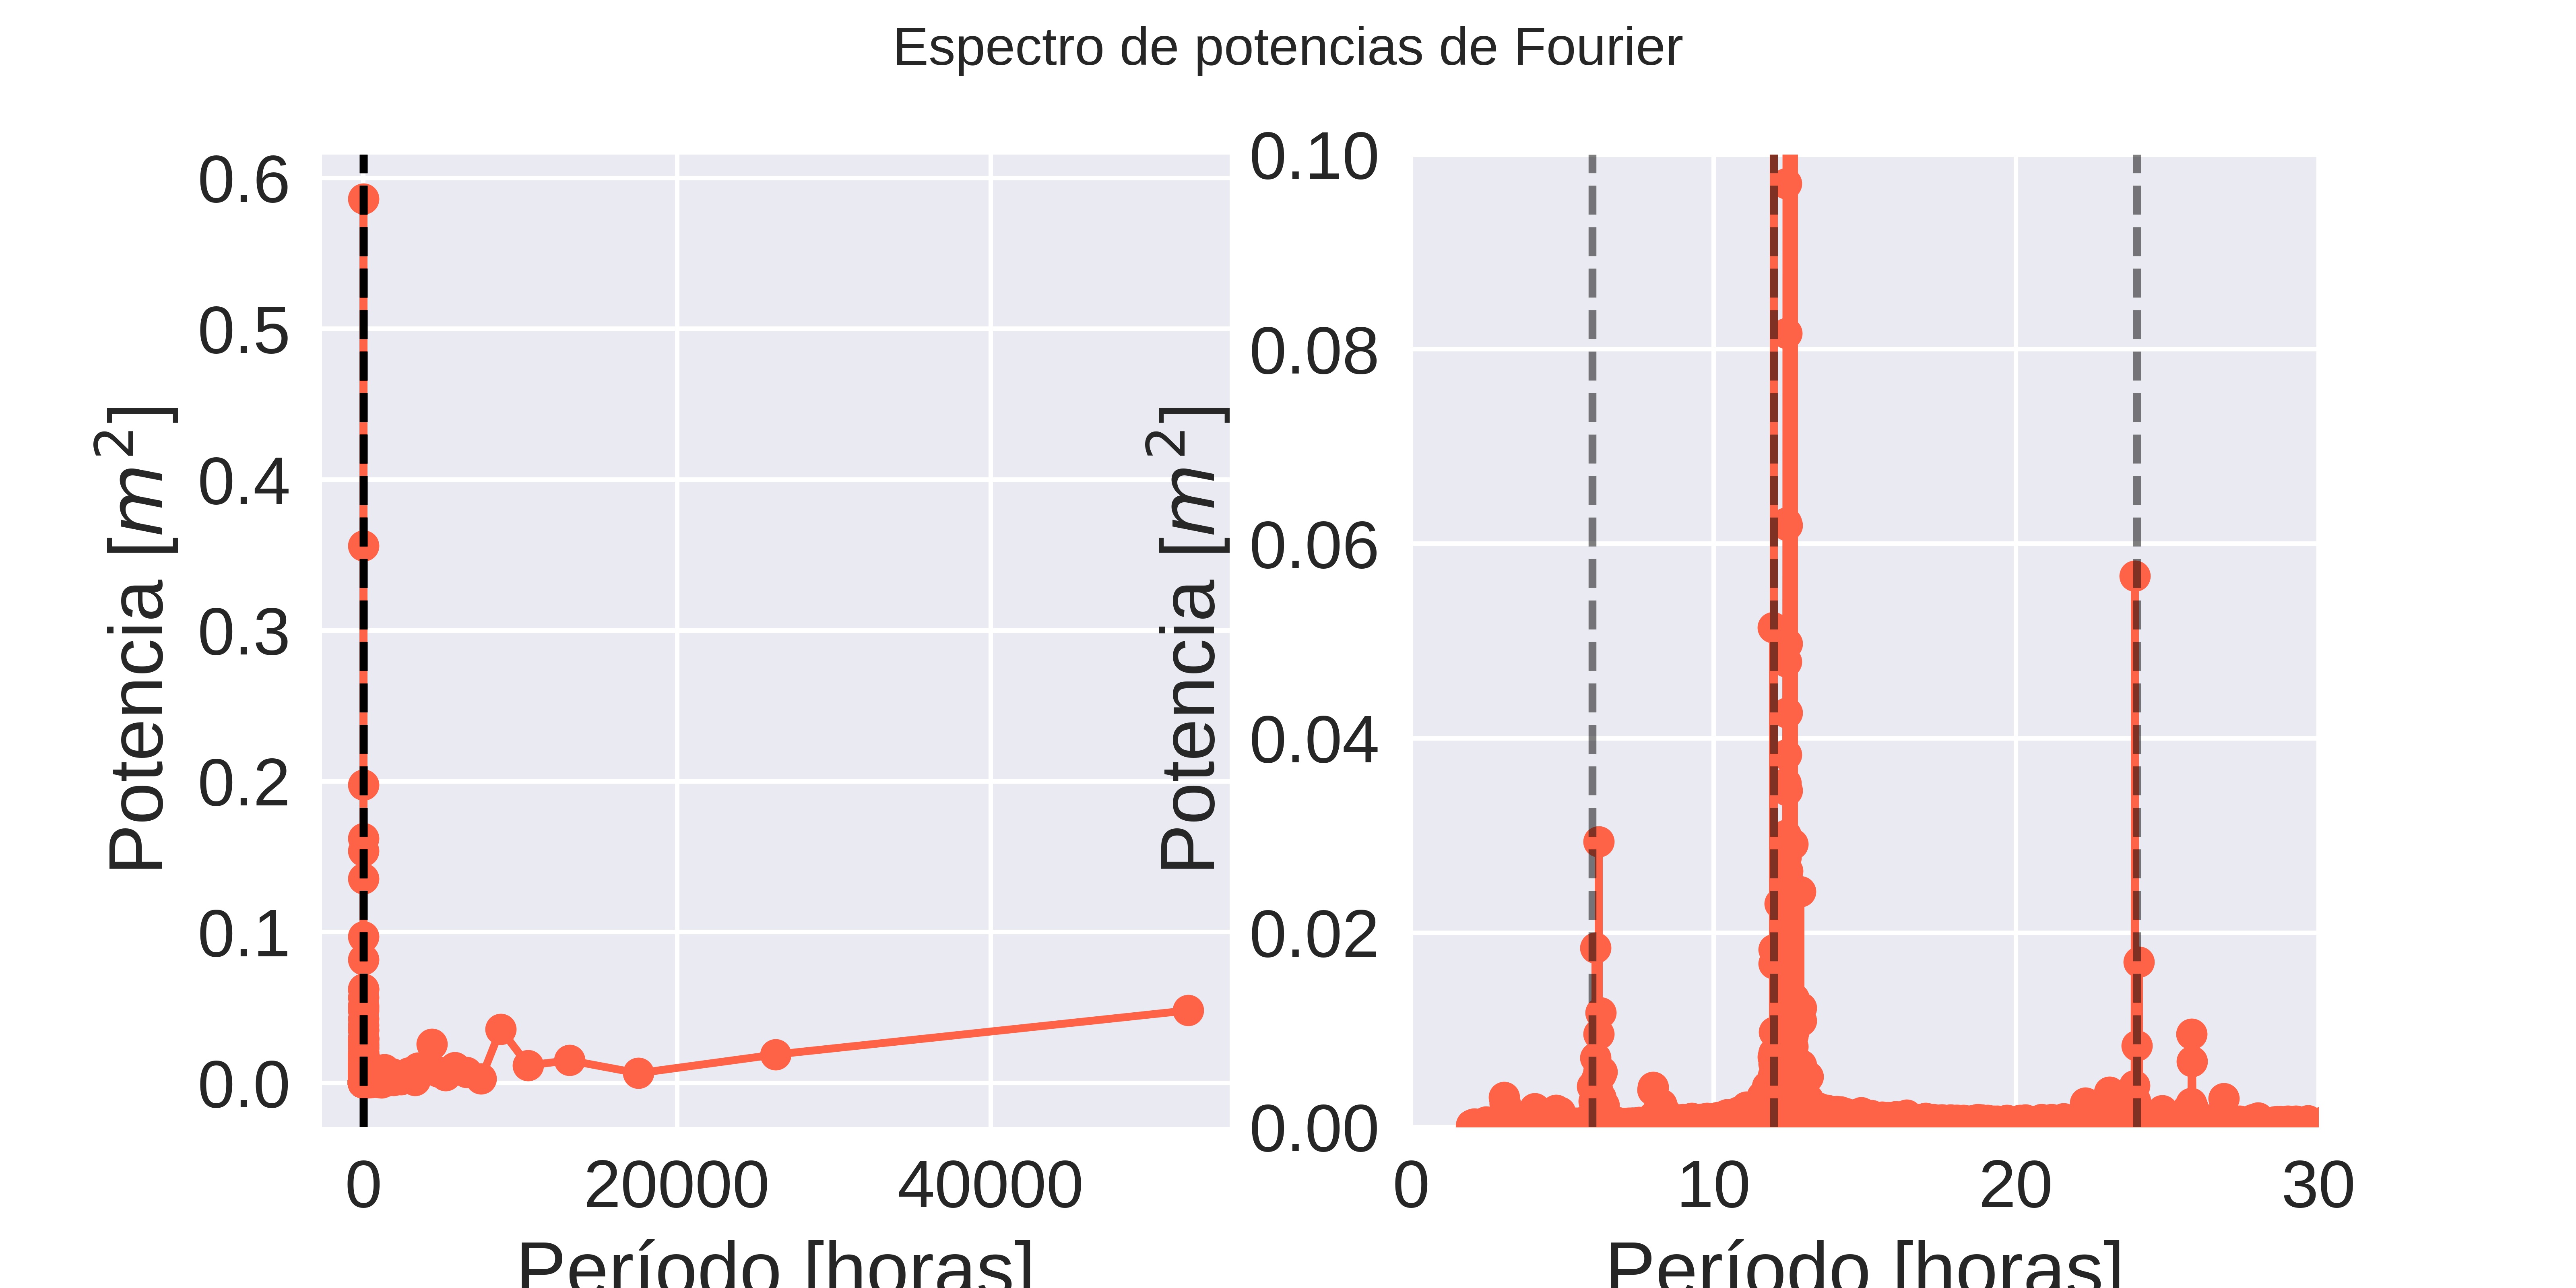 Espectro de potencias de Fourier
0.6
0.5
0.4
0.3
0.2
0.1
0.0
Potencia [m²]
0 20000 40000
Período [horas]
0.10
0.08
0.06
0.04
0.02
0.00
Potencia [m²]
0 10 20 30
Período [horas]